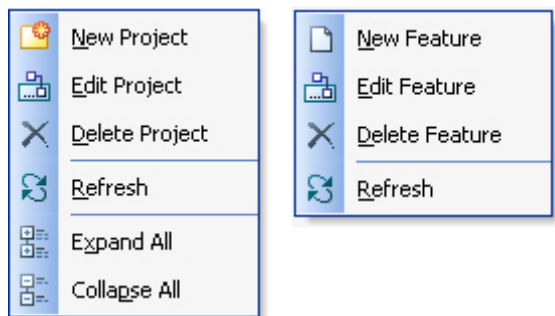 New Project
Edit Project
Delete Project
Refresh
Expand All
Collapse All
New Feature
Edit Feature
Delete Feature
Refresh